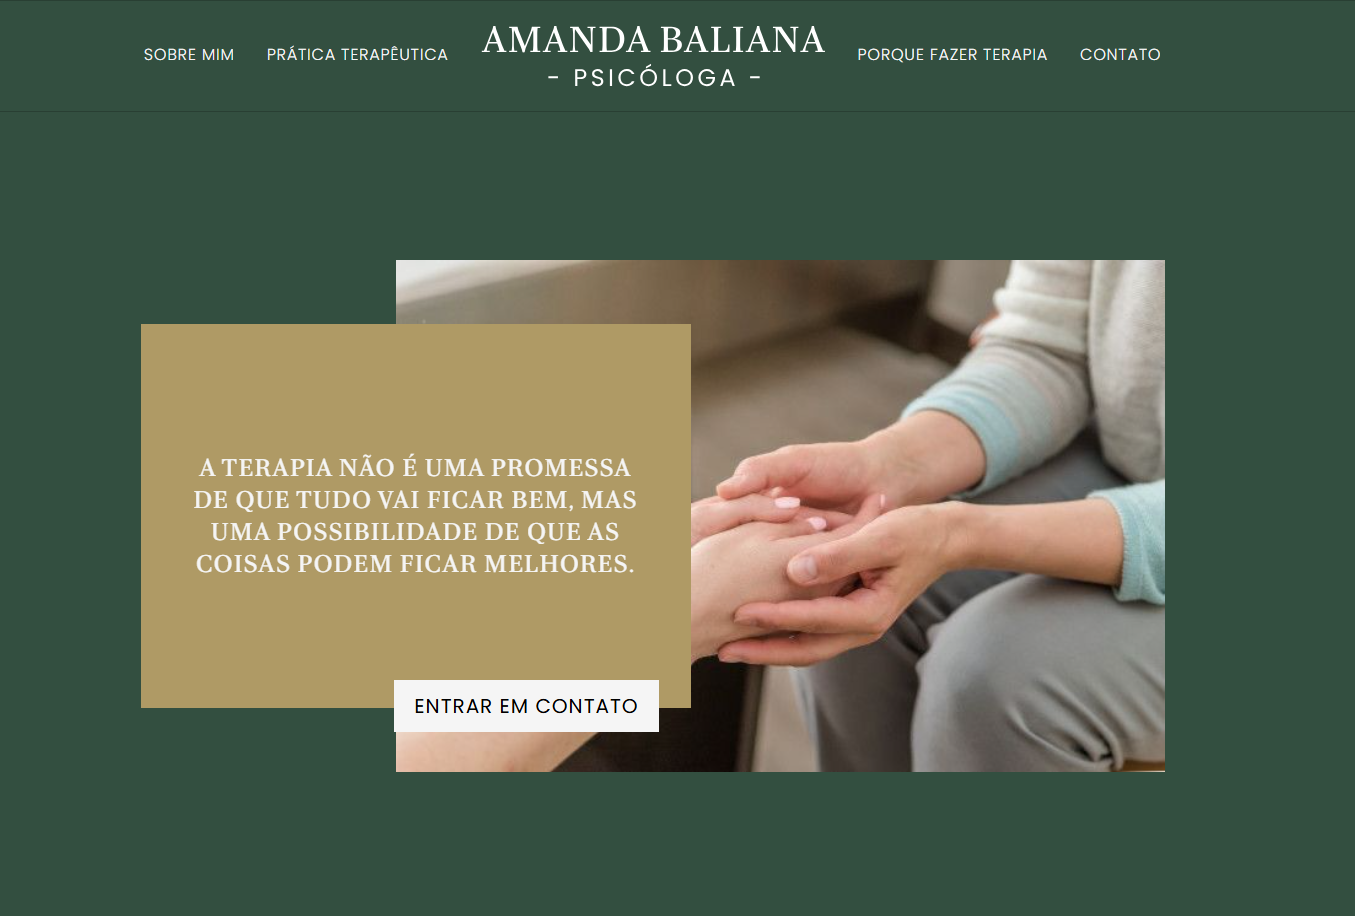 SOBRE MIM
PRÁTICA TERAPÊUTICA
AMANDA BALIANA
- PSICÓLOGA -
PORQUE FAZER TERAPIA
CONTATO
A TERAPIA NÃO É UMA PROMESSA
DE QUE TUDO VAI FICAR BEM, MAS
UMA POSSIBILIDADE DE QUE AS
COISAS PODEM FICAR MELHORES.
ENTRAR EM CONTATO